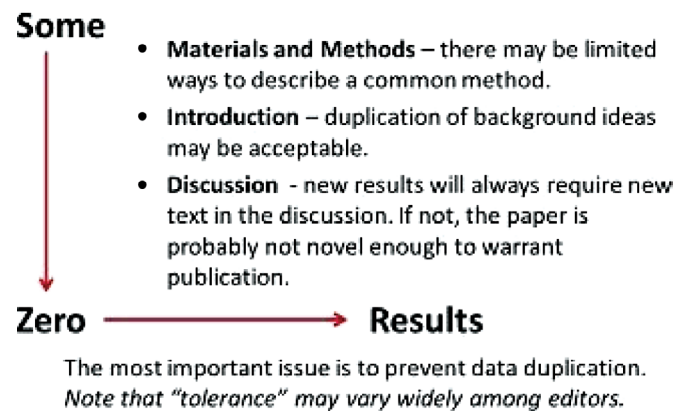 Some
• Materials and Methods – there may be limited
ways to describe a common method.
• Introduction – duplication of background ideas
may be acceptable.
• Discussion - new results will always require new
text in the discussion. If not, the paper is
probably not novel enough to warrant
publication.
Zero Results
The most important issue is to prevent data duplication.
Note that “tolerance” may vary widely among editors.